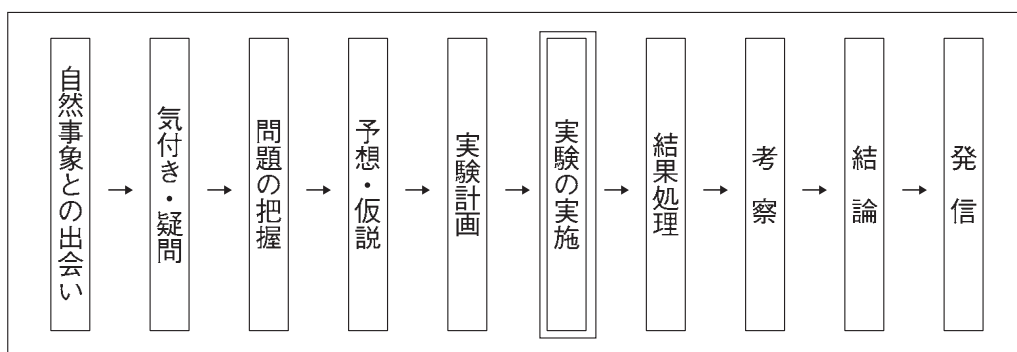 自然事象との出会い
気付き・疑問
問題の把握
予想・仮説
実験計画
実験の実施
結果処理
考察
結論
発信